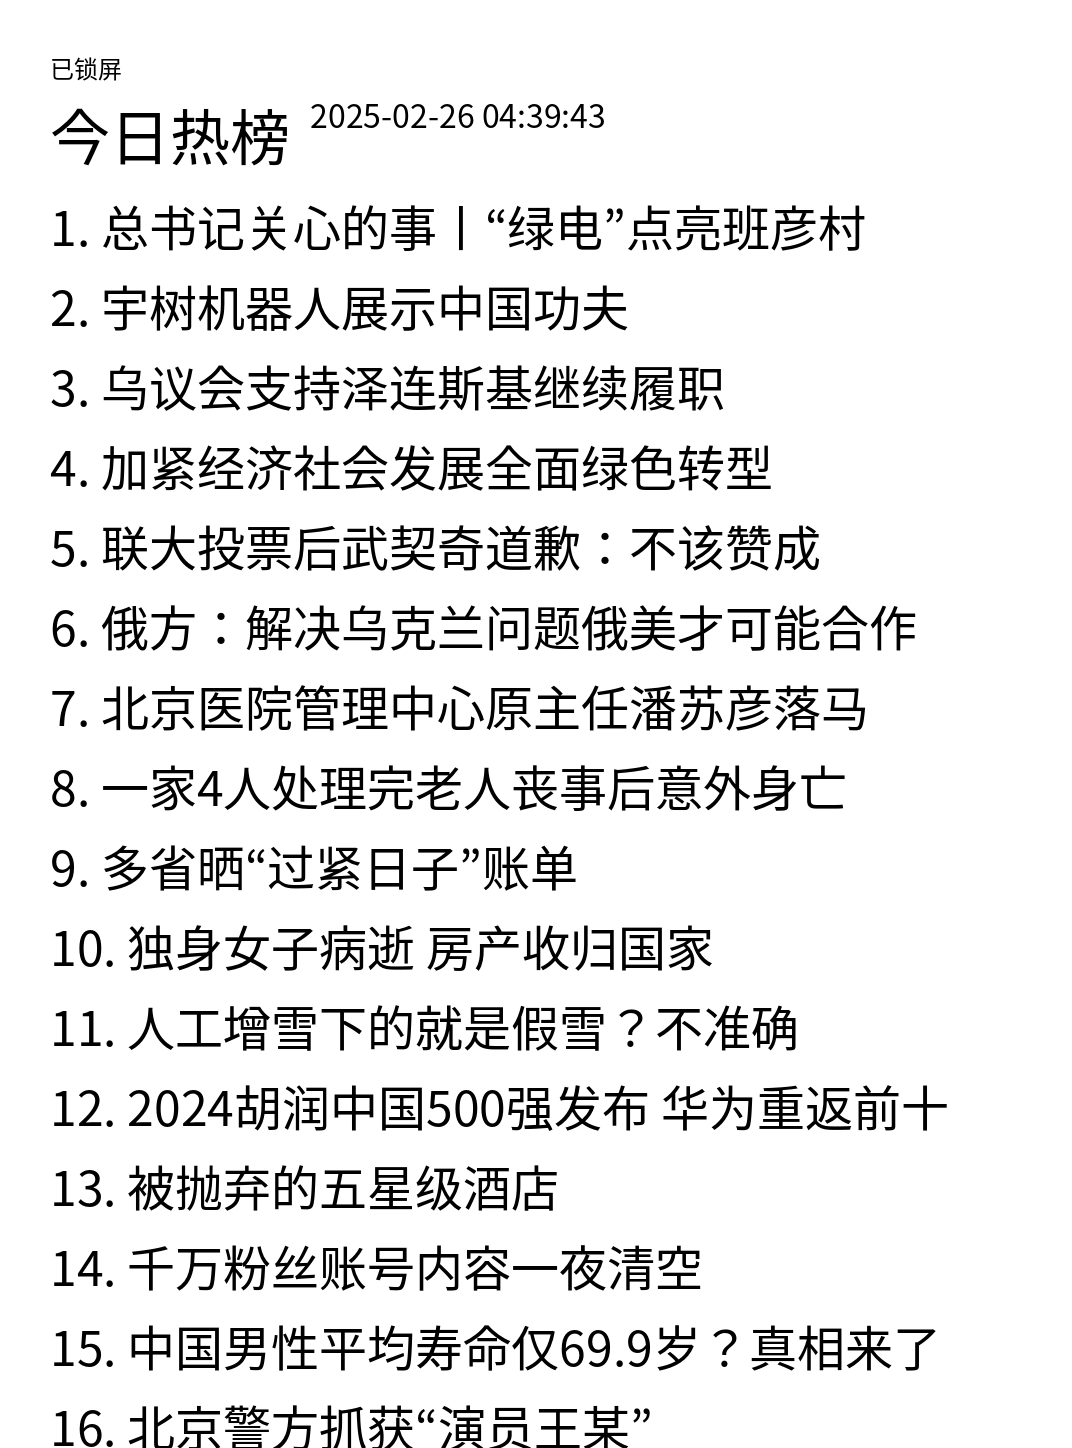 已锁屏
今日热榜 2025-02-26 04:39:43
1. 总书记关心的事丨“绿电”点亮班彦村
2. 宇树机器人展示中国功夫
3. 乌议会支持泽连斯基继续履职
4. 加紧经济社会发展全面绿色转型
5. 联大投票后武契奇道歉：不该赞成
6. 俄方：解决乌克兰问题俄美才可能合作
7. 北京医院管理中心原主任潘苏彦落马
8. 一家4人处理完老人丧事后意外身亡
9. 多省晒“过紧日子”账单
10. 独身女子病逝 房产收归国家
11. 人工增雪下的就是假雪？不准确
12. 2024胡润中国500强发布 华为重返前十
13. 被抛弃的五星级酒店
14. 千万粉丝账号内容一夜清空
15. 中国男性平均寿命仅69.9岁？真相来了
16. 北京警方抓获“演员王某”